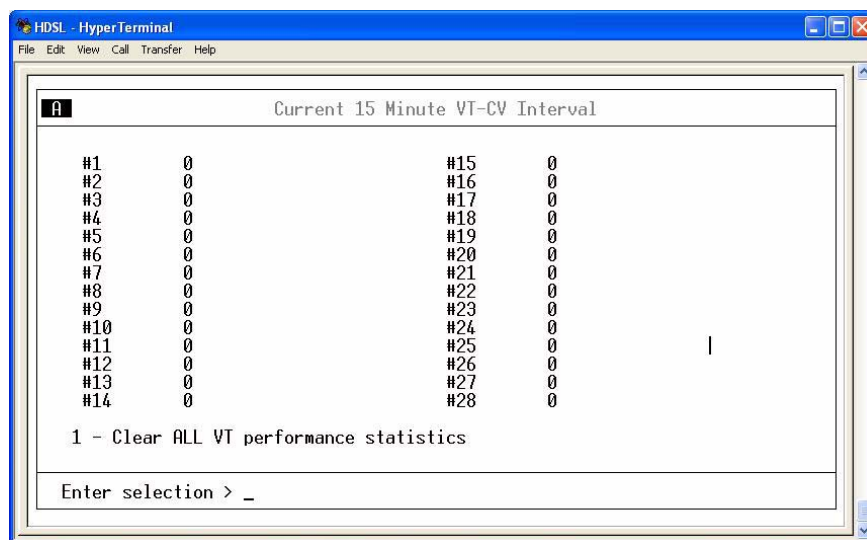 HDSL - HyperTerminal
File Edit View Call Transfer Help
A Current 15 Minute VT-CV Interval
#1 0 #15 0
#2 0 #16 0
#3 0 #17 0
#4 0 #18 0
#5 0 #19 0
#6 0 #20 0
#7 0 #21 0
#8 0 #22 0
#9 0 #23 0
#10 0 #24 0
#11 0 #25 0
#12 0 #26 0
#13 0 #27 0
#14 0 #28 0
1 - Clear ALL VT performance statistics
Enter selection > _